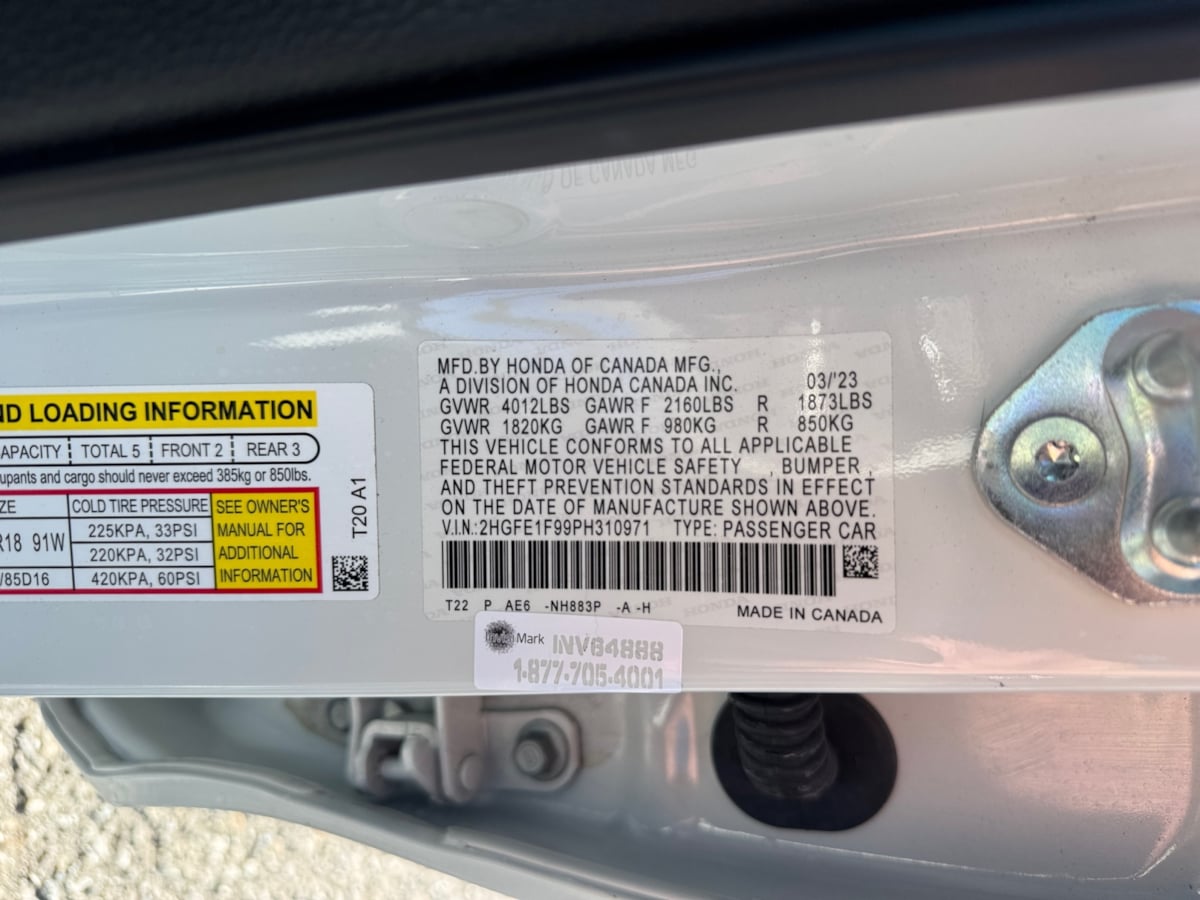 ND LOADING INFORMATION
APACITY TOTAL 5 FRONT 2 REAR 3
upants and cargo should never exceed 385kg or 850lbs.
ZE COLD TIRE PRESSURE SEE OWNER'S
MANUAL FOR
ADDITIONAL
INFORMATION
R18 91W 225KPA, 33PSI
220KPA, 32PSI
/85D16 420KPA, 60PSI
T20 A1
MFD.BY HONDA OF CANADA MFG.,
A DIVISION OF HONDA CANADA INC. 03/'23
GVWR 4012LBS GAWR F 2160LBS R 1873LBS
GVWR 1820KG GAWR F 980KG R 850KG
THIS VEHICLE CONFORMS TO ALL APPLICABLE
FEDERAL MOTOR VEHICLE SAFETY , BUMPER ,
AND THEFT PREVENTION STANDARDS IN EFFECT
ON THE DATE OF MANUFACTURE SHOWN ABOVE.
V.I.N.:2HGFE1F99PH310971 TYPE: PASSENGER CAR
T22 P AE6 -NH883P -A -H MADE IN CANADA
Mark INV64888
1-877-705-4001